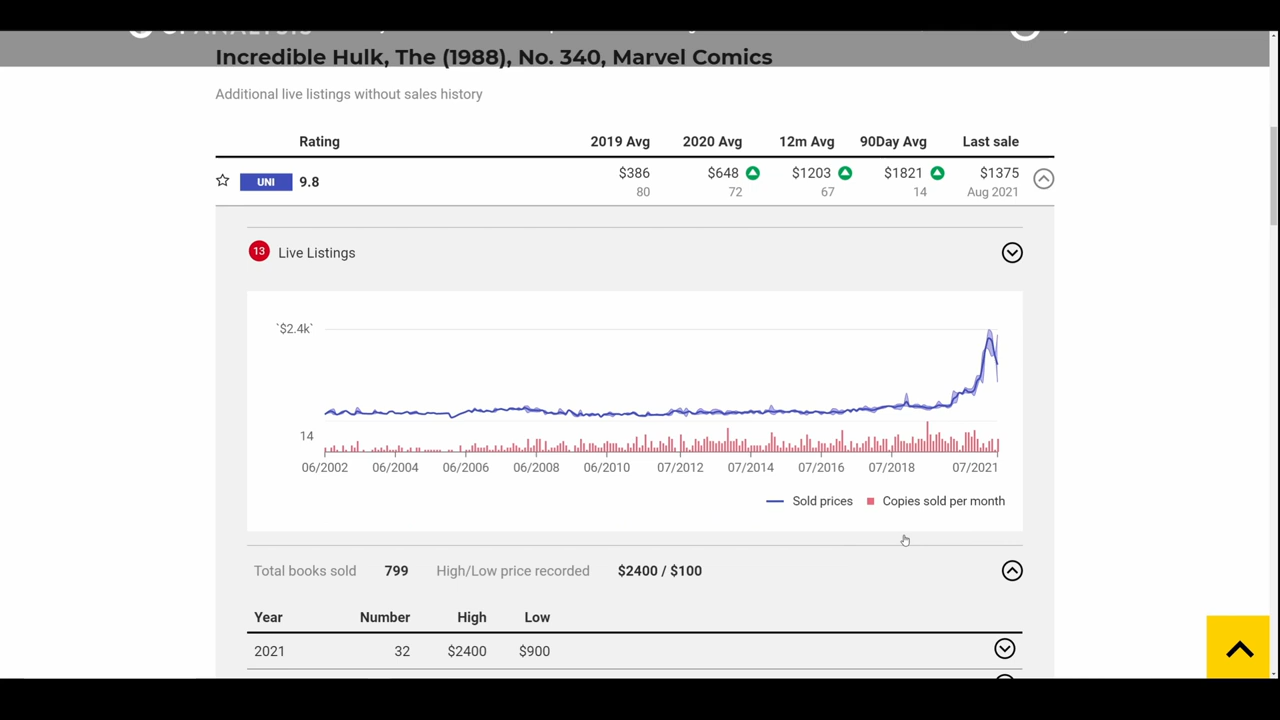 Incredible Hulk, The (1988), No. 340, Marvel Comics
Additional live listings without sales history
Rating 2019 Avg 2020 Avg 12m Avg 90Day Avg Last sale
UNI 9.8 $386 $648 $1203 $1821 $1375
80 72 67 14 Aug 2021
13 Live Listings
`$2.4k`
14
06/2002 06/2004 06/2006 06/2008 06/2010 07/2012 07/2014 07/2016 07/2018 07/2021
Sold prices Copies sold per month
Total books sold 799 High/Low price recorded $2400 / $100
Year Number High Low
2021 32 $2400 $900